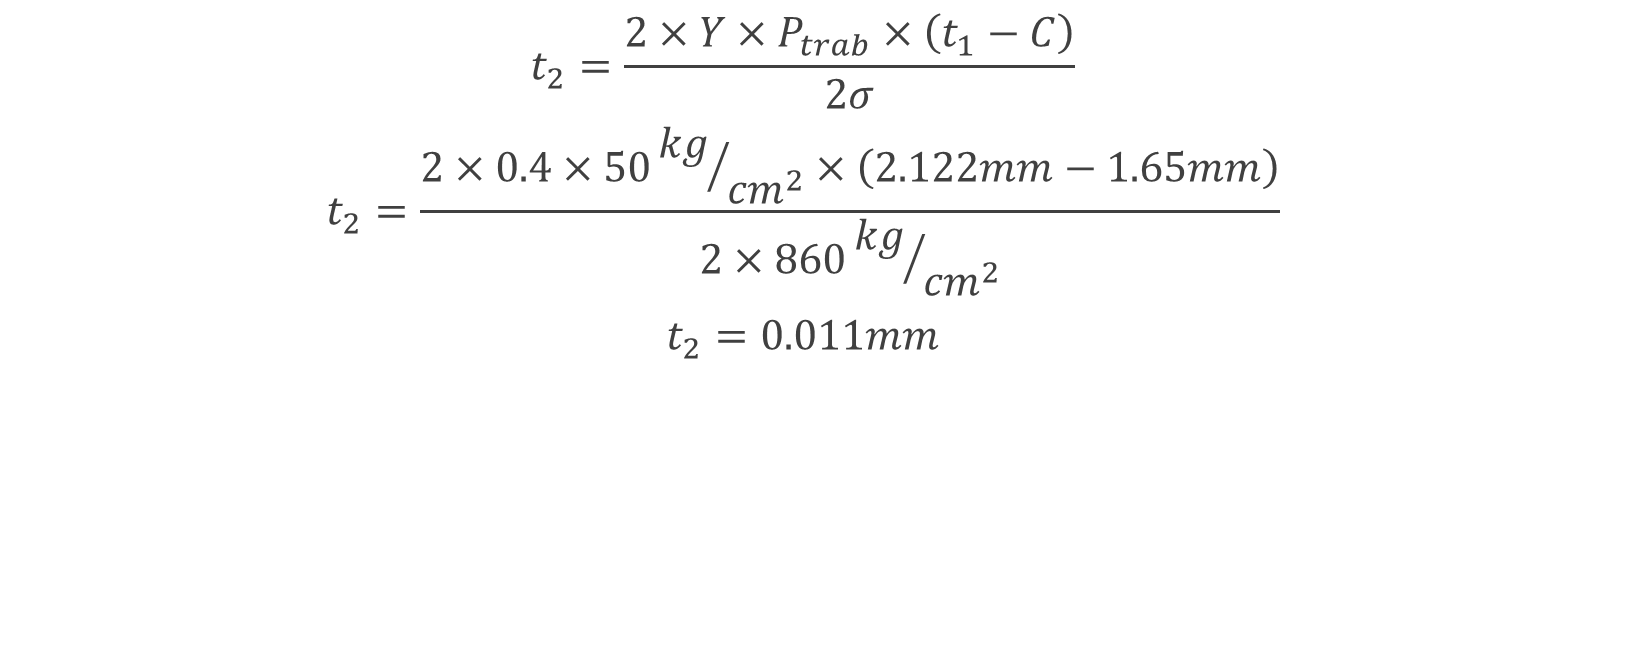 t₂ = (2 × Y × P_trab × (t₁ − C)) / (2σ)
t₂ = (2 × 0.4 × 50 kg/cm² × (2.122mm − 1.65mm)) / (2 × 860 kg/cm²)
t₂ = 0.011mm